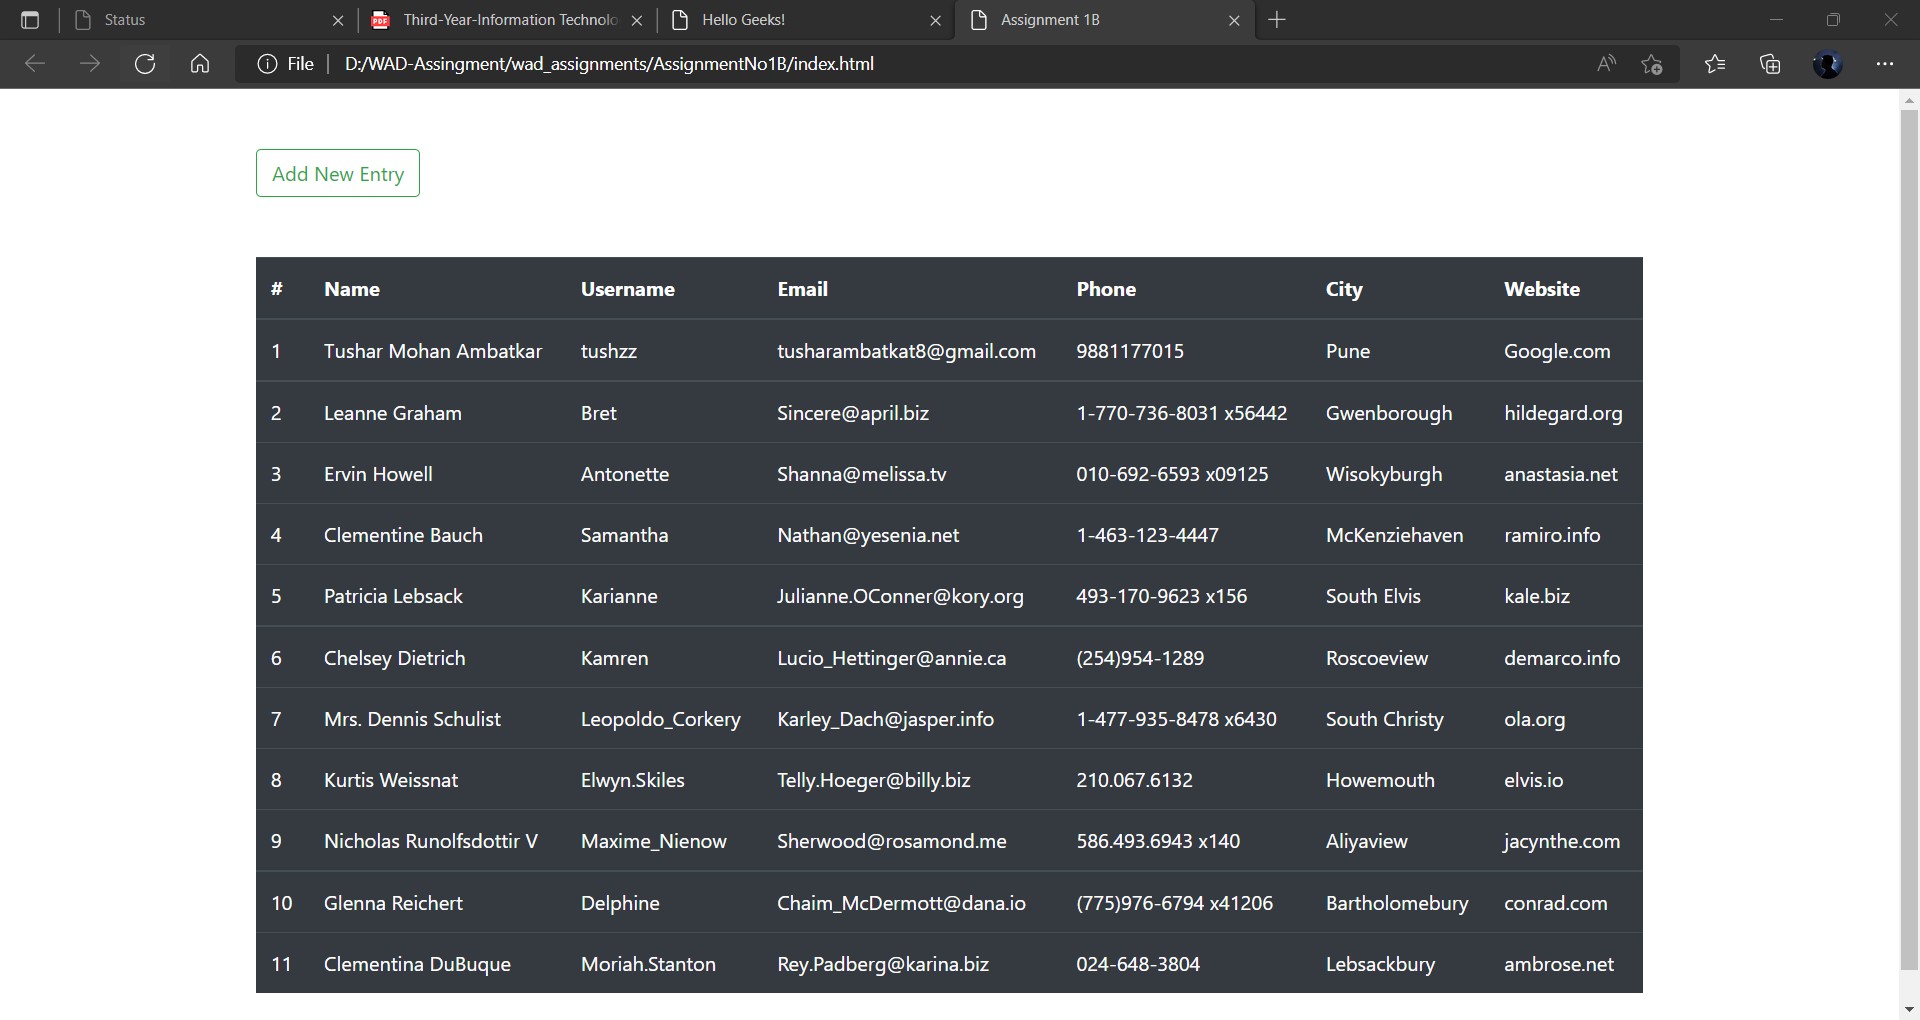 Status Third-Year-Information Technolo Hello Geeks! Assignment 1B
File D:/WAD-Assingment/wad_assignments/AssignmentNo1B/index.html
Add New Entry
# Name Username Email Phone City Website
1 Tushar Mohan Ambatkar tushzz tusharambatkat8@gmail.com 9881177015 Pune Google.com
2 Leanne Graham Bret Sincere@april.biz 1-770-736-8031 x56442 Gwenborough hildegard.org
3 Ervin Howell Antonette Shanna@melissa.tv 010-692-6593 x09125 Wisokyburgh anastasia.net
4 Clementine Bauch Samantha Nathan@yesenia.net 1-463-123-4447 McKenziehaven ramiro.info
5 Patricia Lebsack Karianne Julianne.OConner@kory.org 493-170-9623 x156 South Elvis kale.biz
6 Chelsey Dietrich Kamren Lucio_Hettinger@annie.ca (254)954-1289 Roscoeview demarco.info
7 Mrs. Dennis Schulist Leopoldo_Corkery Karley_Dach@jasper.info 1-477-935-8478 x6430 South Christy ola.org
8 Kurtis Weissnat Elwyn.Skiles Telly.Hoeger@billy.biz 210.067.6132 Howemouth elvis.io
9 Nicholas Runolfsdottir V Maxime_Nienow Sherwood@rosamond.me 586.493.6943 x140 Aliyaview jacynthe.com
10 Glenna Reichert Delphine Chaim_McDermott@dana.io (775)976-6794 x41206 Bartholomebury conrad.com
11 Clementina DuBuque Moriah.Stanton Rey.Padberg@karina.biz 024-648-3804 Lebsackbury ambrose.net